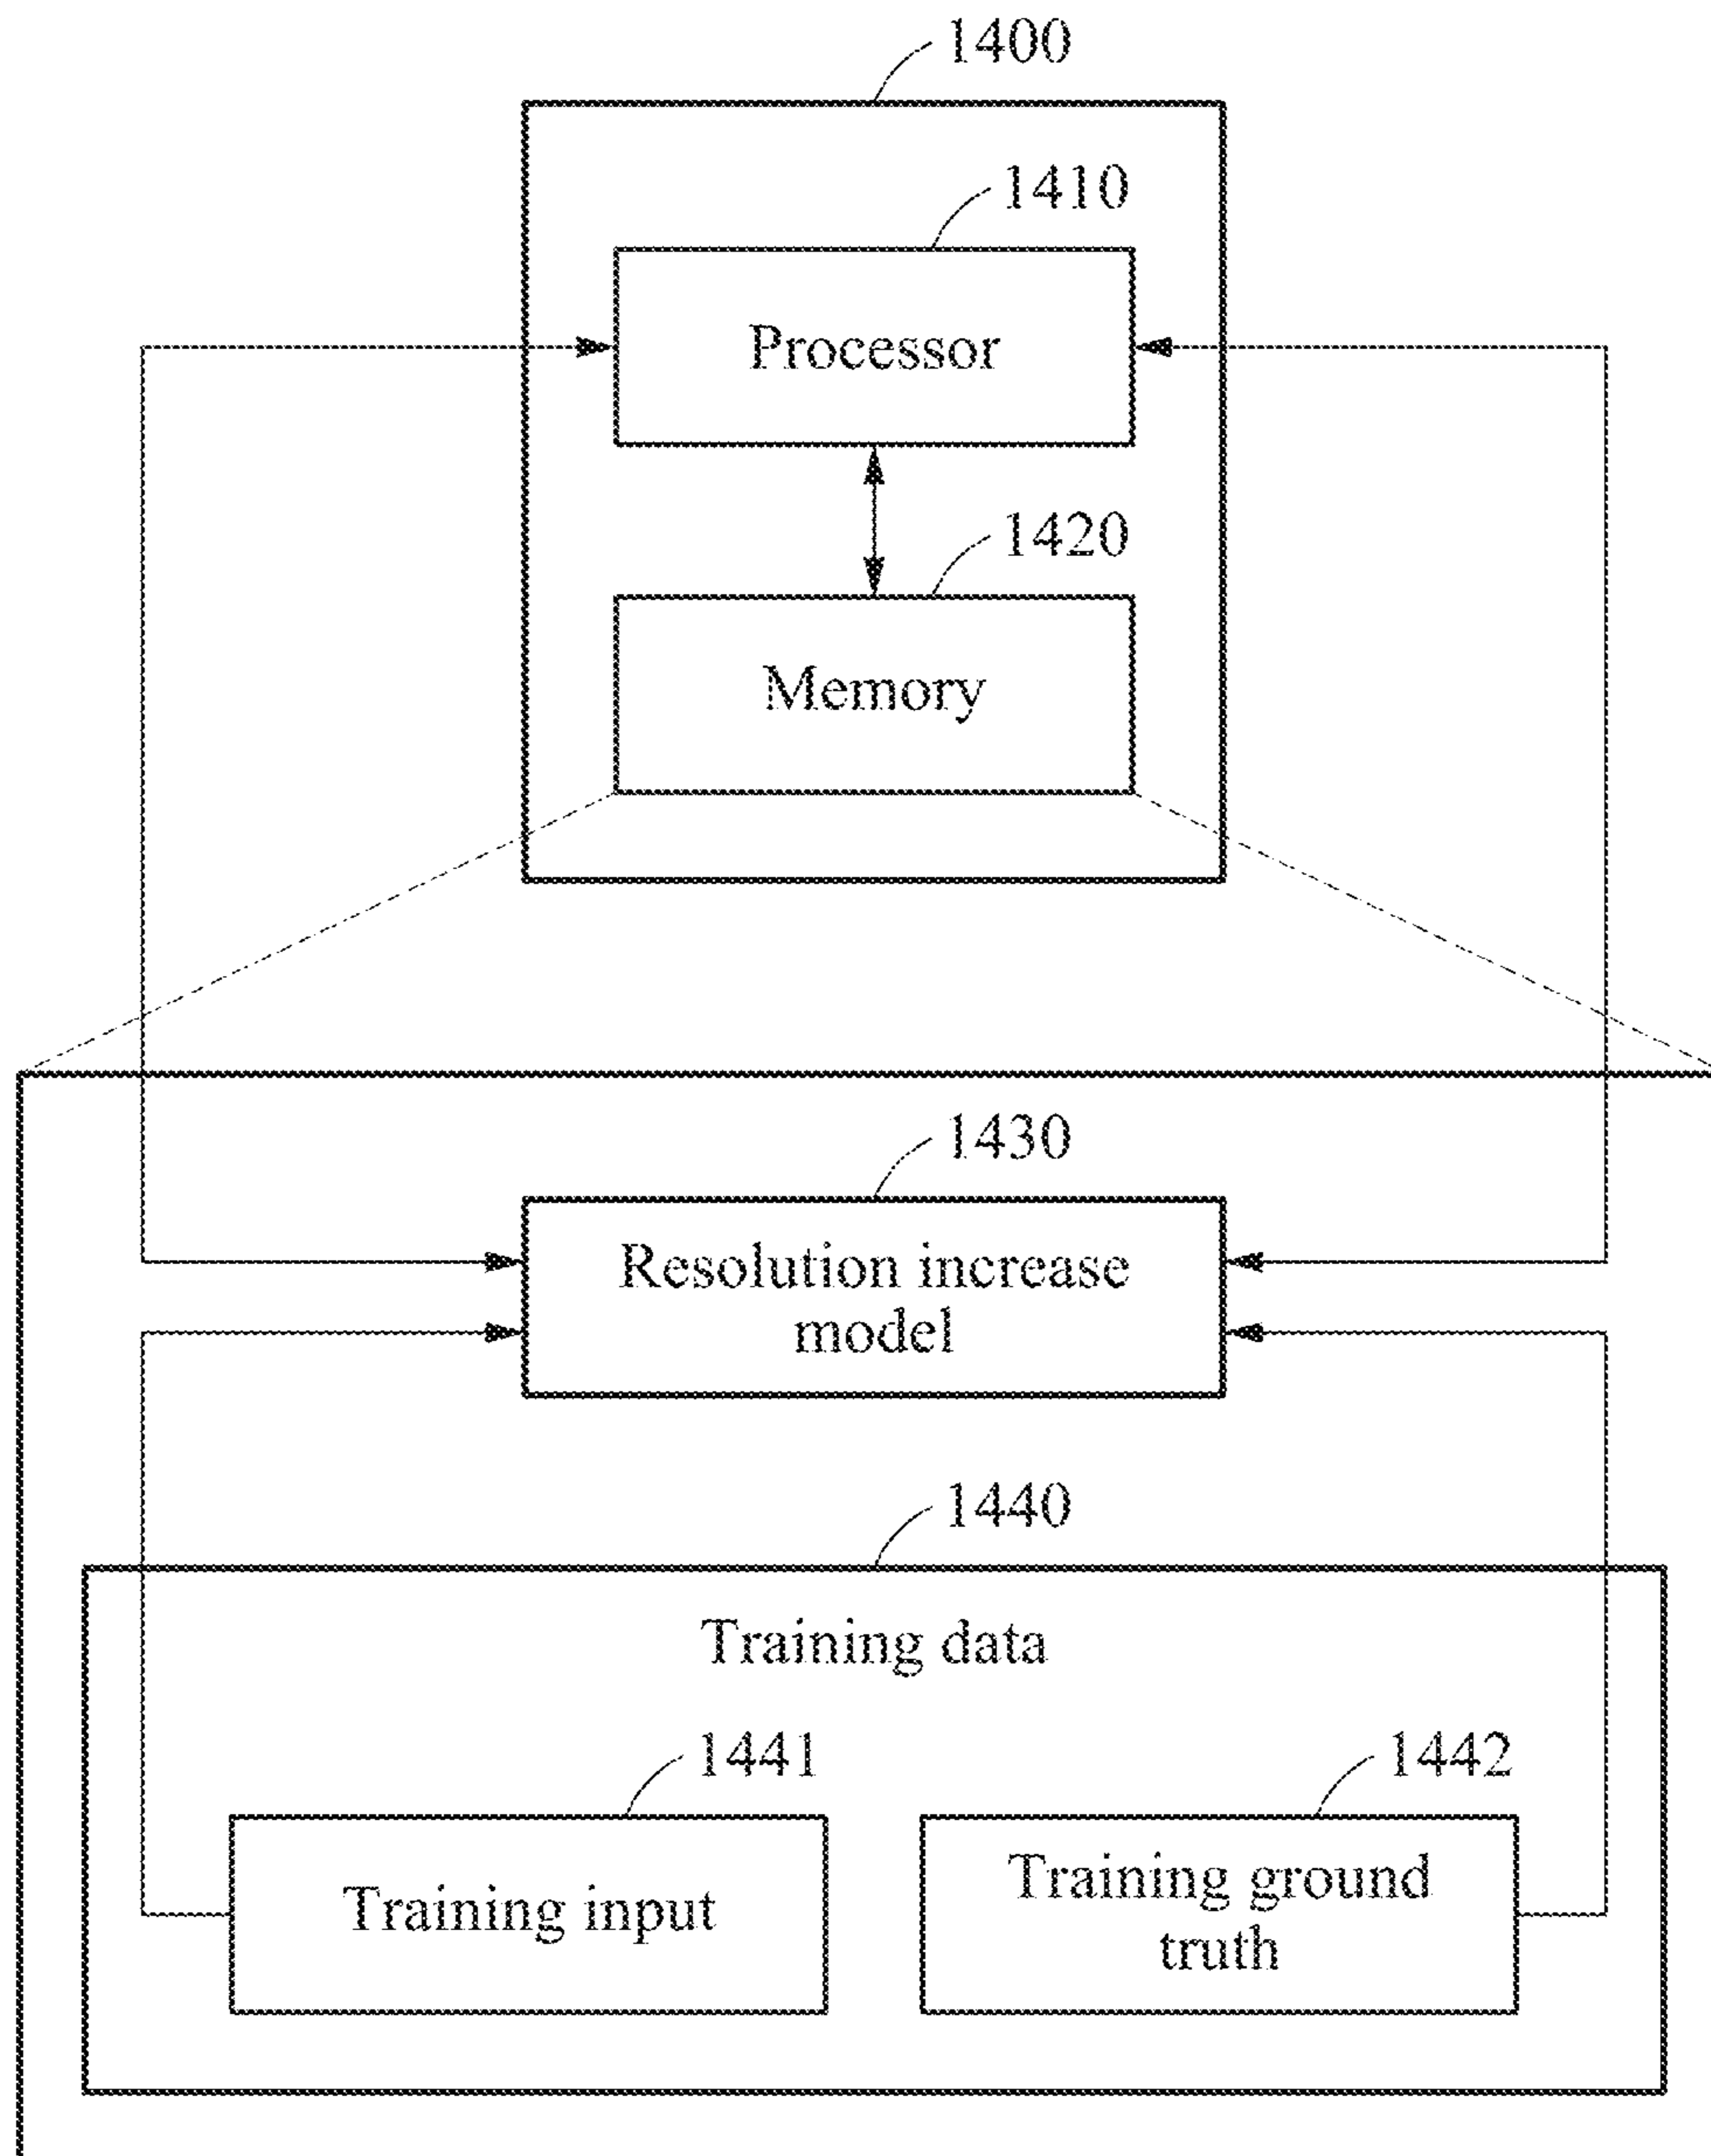 1400
1410
Processor
1420
Memory
1430
Resolution increase
model
1440
Training data
1441
Training input
1442
Training ground
truth